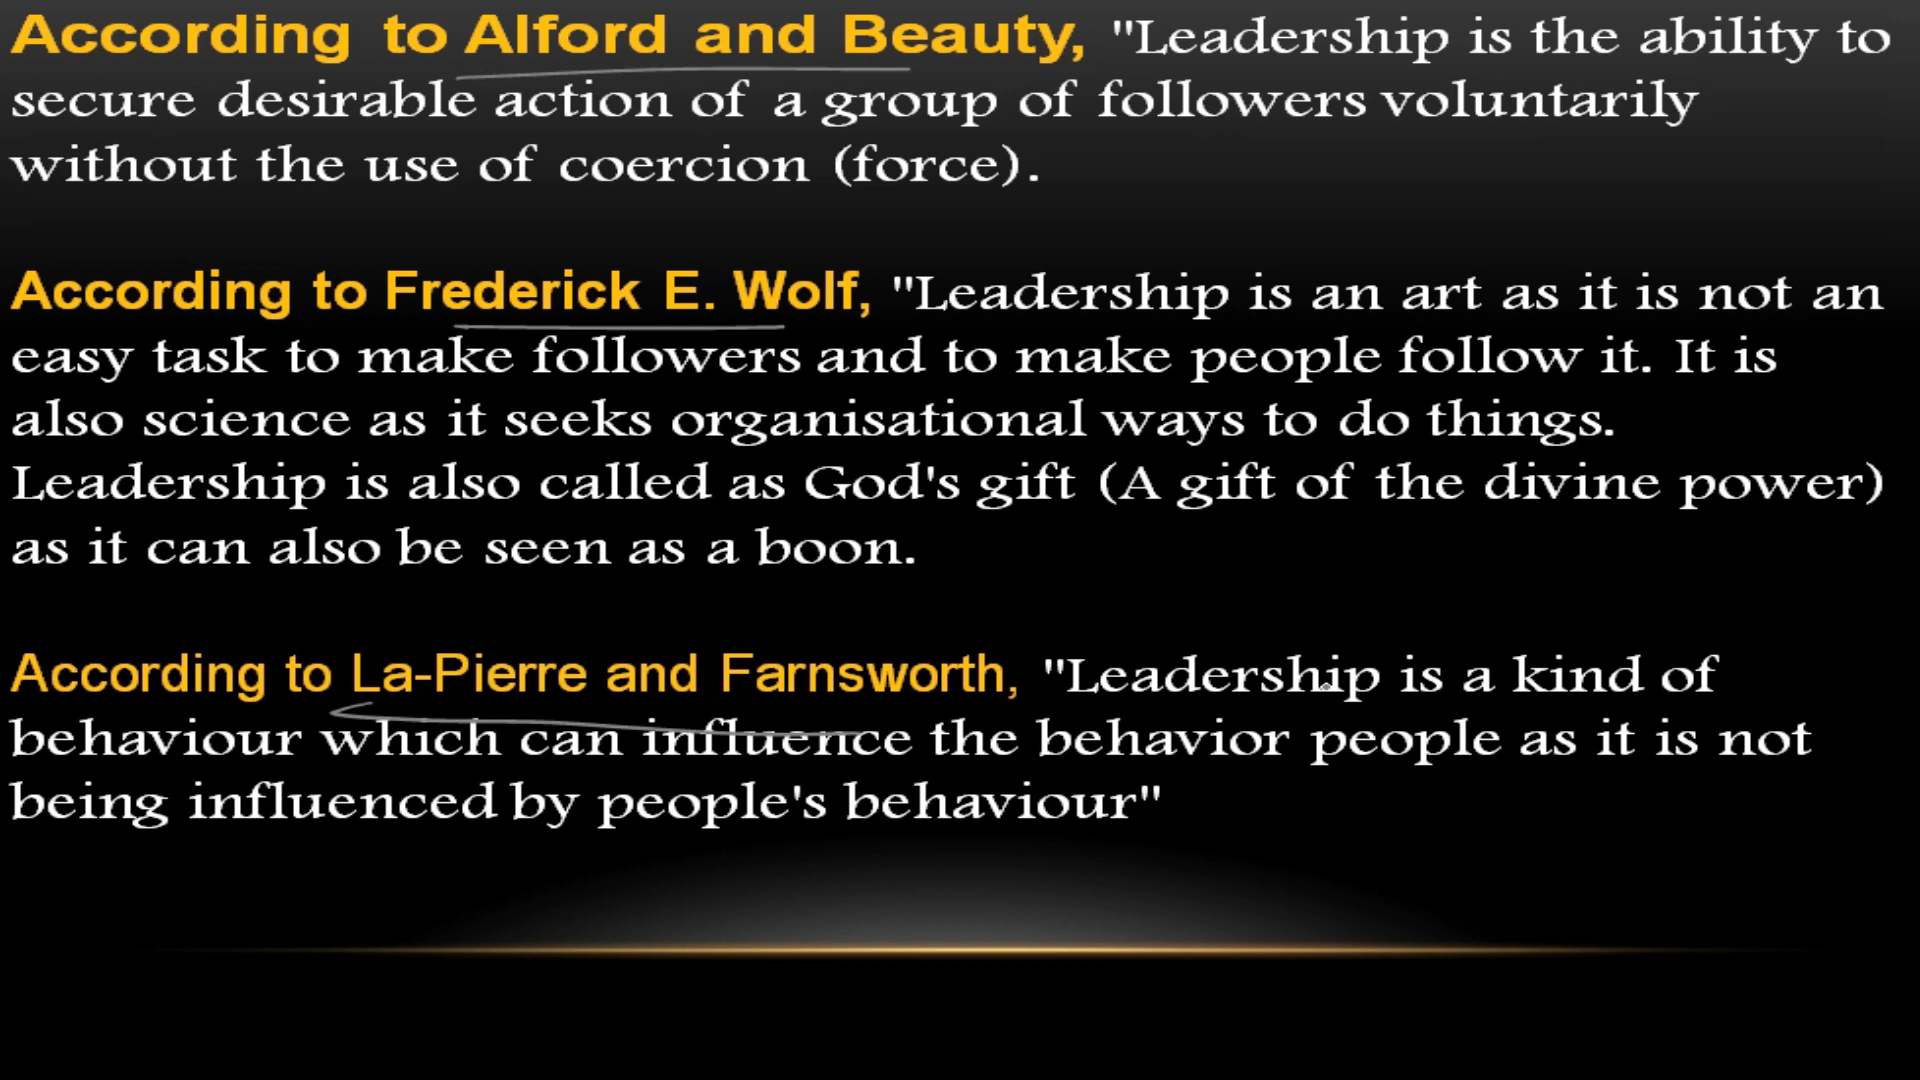 According to Alford and Beauty, "Leadership is the ability to
secure desirable action of a group of followers voluntarily
without the use of coercion (force).
According to Frederick E. Wolf, "Leadership is an art as it is not an
easy task to make followers and to make people follow it. It is
also science as it seeks organisational ways to do things.
Leadership is also called as God's gift (A gift of the divine power)
as it can also be seen as a boon.
According to La-Pierre and Farnsworth, "Leadership is a kind of
behaviour which can influence the behavior people as it is not
being influenced by people's behaviour"